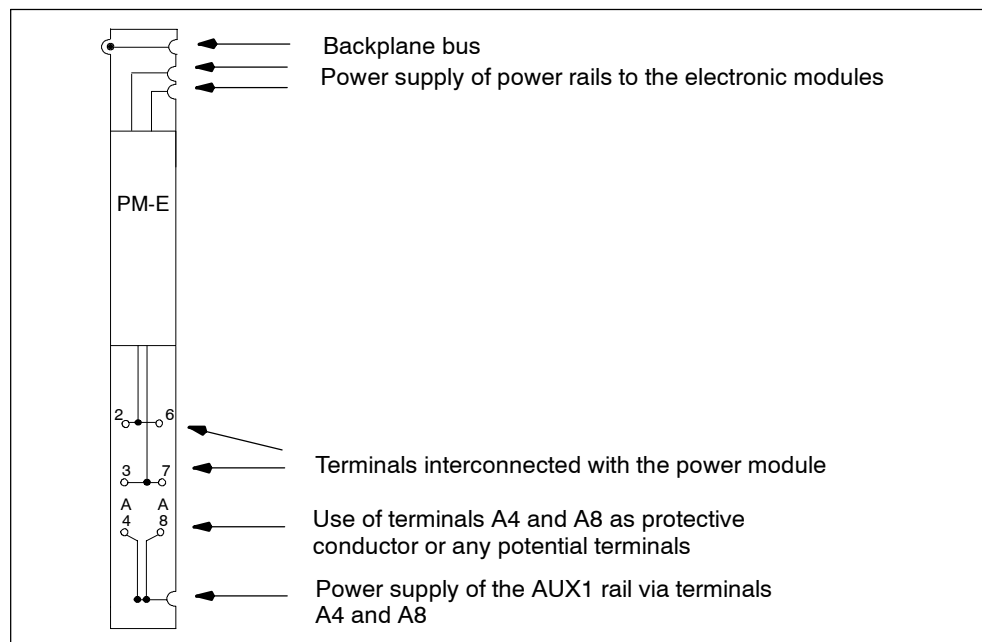 Backplane bus
Power supply of power rails to the electronic modules
PM-E
2 6
Terminals interconnected with the power module
3 7
A A
4 8
Use of terminals A4 and A8 as protective
conductor or any potential terminals
Power supply of the AUX1 rail via terminals
A4 and A8